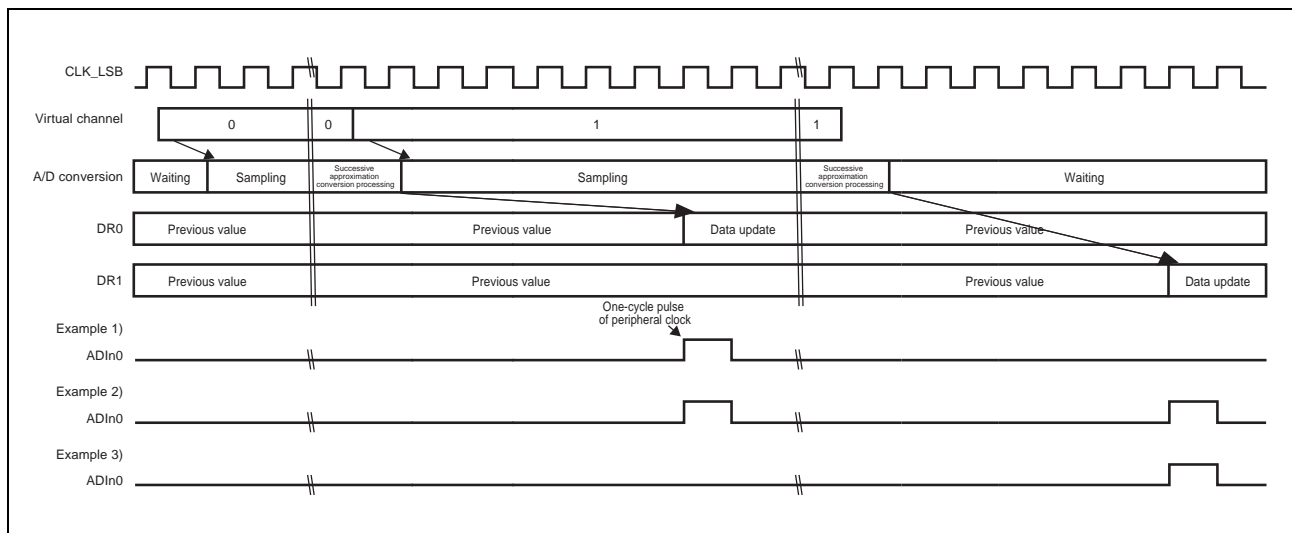 CLK_LSB
Virtual channel
0
0
1
1
A/D conversion
Waiting
Sampling
Successive
approximation
conversion processing
Sampling
Successive
approximation
conversion processing
Waiting
DR0
Previous value
Previous value
Data update
Previous value
DR1
Previous value
Previous value
Previous value
Data update
One-cycle pulse
of peripheral clock
Example 1)
ADIn0
Example 2)
ADIn0
Example 3)
ADIn0